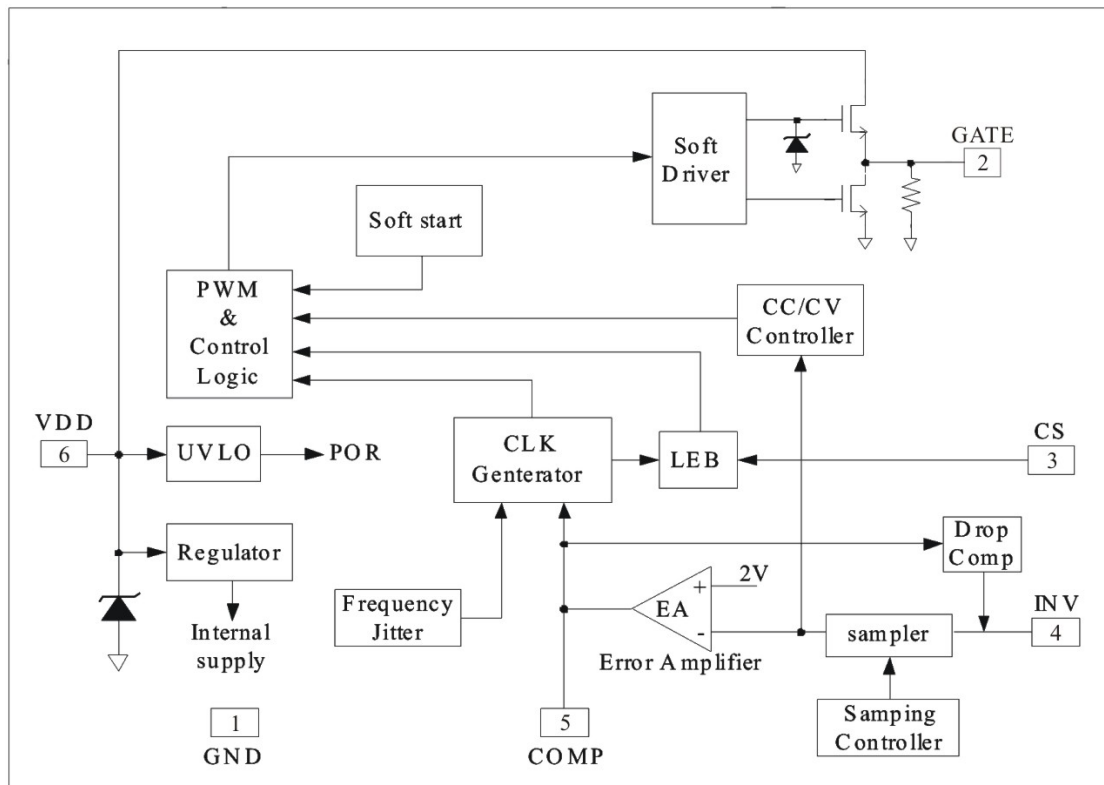 GATE
2
Soft
Driver
Soft start
PWM
&
Control
Logic
CC/CV
Controller
VDD
6
UVLO
POR
CLK
Genterator
LEB
CS
3
Regulator
Drop
Comp
2V
+
EA
-
Frequency
Jitter
INV
4
sampler
Internal
supply
Error Amplifier
1
GND
5
COMP
Samping
Controller